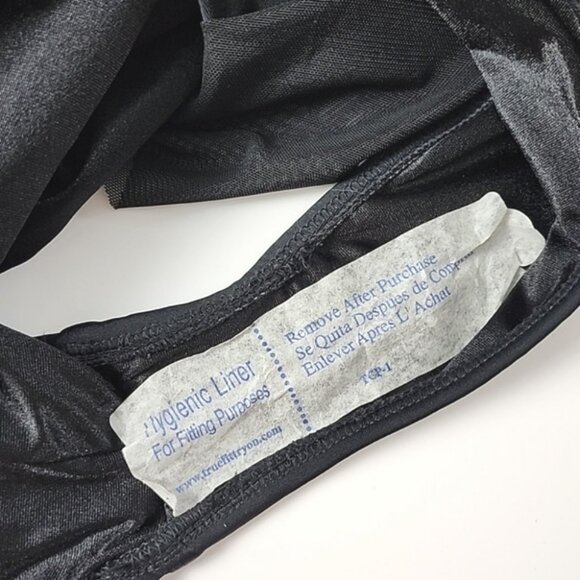 Hygienic Liner
For Fitting Purposes
www.truefittryon.com
Remove After Purchase
Se Quita Despues de
Enlever Apres L' Achat
TCP-1